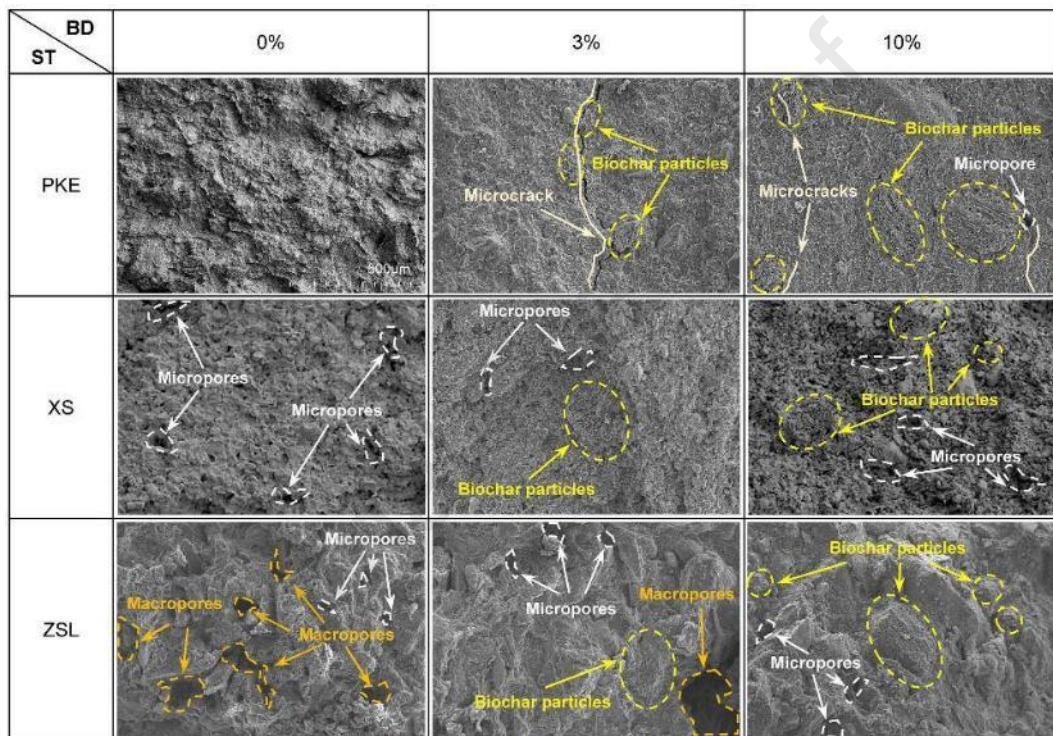 BD
ST
0%
3%
10%
PKE
500μm
Biochar particles
Microcrack
Biochar particles
Micropore
Microcracks
XS
Micropores
Micropores
Micropores
Biochar particles
Biochar particles
Micropores
ZSL
Micropores
Macropores
Macropores
Micropores
Macropores
Biochar particles
Biochar particles
Micropores
f